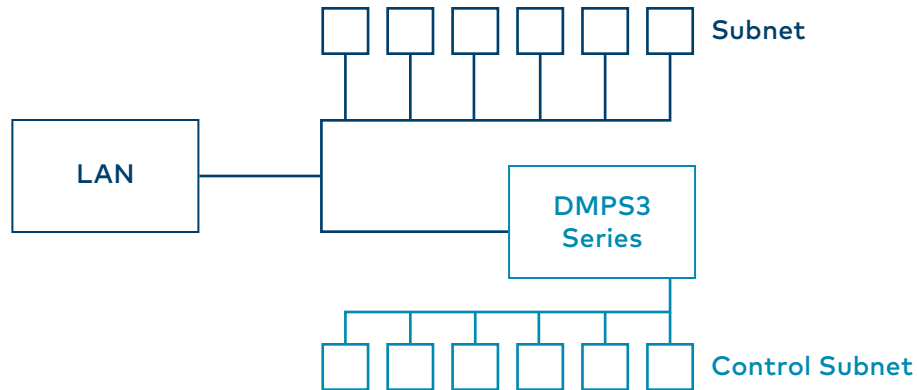 Subnet
LAN
DMPS3
Series
Control Subnet